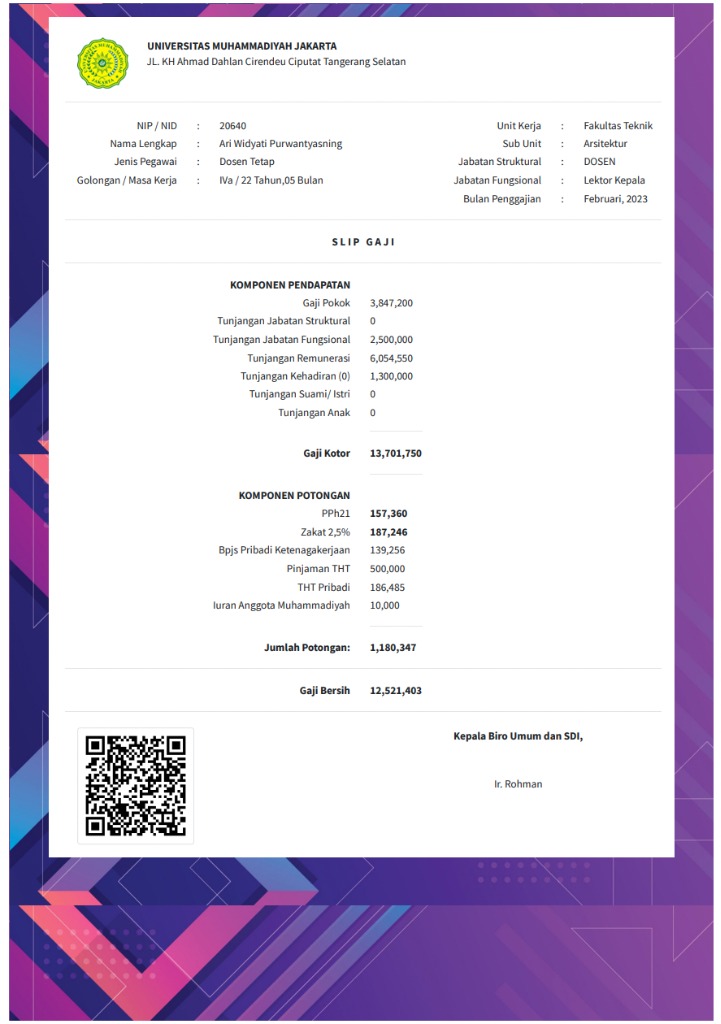 UNIVERSITAS MUHAMMADIYAH JAKARTA
JL. KH Ahmad Dahlan Cirendeu Ciputat Tangerang Selatan
NIP / NID : 20640
Nama Lengkap : Ari Widyati Purwantyasning
Jenis Pegawai : Dosen Tetap
Golongan / Masa Kerja : IVa / 22 Tahun,05 Bulan
Unit Kerja : Fakultas Teknik
Sub Unit : Arsitektur
Jabatan Struktural : DOSEN
Jabatan Fungsional : Lektor Kepala
Bulan Penggajian : Februari, 2023
SLIP GAJI
KOMPONEN PENDAPATAN
Gaji Pokok 3,847,200
Tunjangan Jabatan Struktural 0
Tunjangan Jabatan Fungsional 2,500,000
Tunjangan Remunerasi 6,054,550
Tunjangan Kehadiran (0) 1,300,000
Tunjangan Suami/ Istri 0
Tunjangan Anak 0
Gaji Kotor 13,701,750
KOMPONEN POTONGAN
PPh21 157,360
Zakat 2,5% 187,246
Bpjs Pribadi Ketenagakerjaan 139,256
Pinjaman THT 500,000
THT Pribadi 186,485
Iuran Anggota Muhammadiyah 10,000
Jumlah Potongan: 1,180,347
Gaji Bersih 12,521,403
Kepala Biro Umum dan SDI,
Ir. Rohman